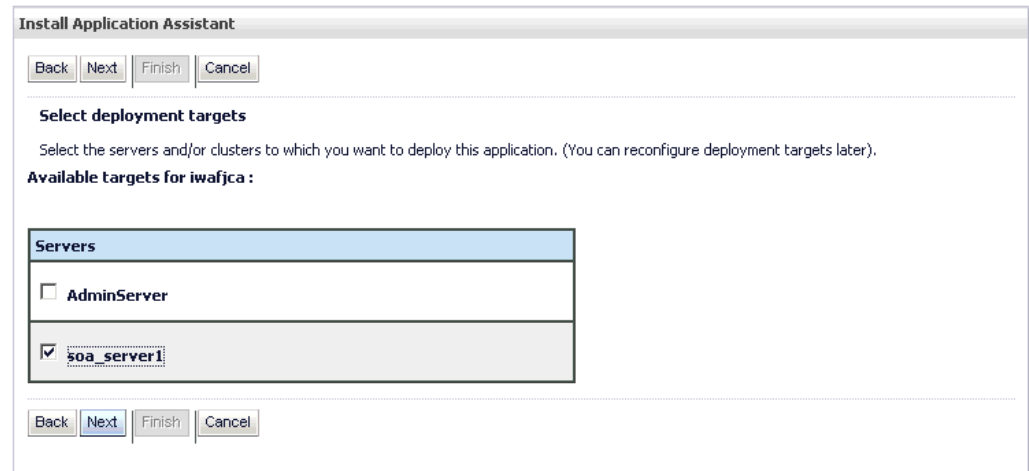 Install Application Assistant
Back Next Finish Cancel
Select deployment targets
Select the servers and/or clusters to which you want to deploy this application. (You can reconfigure deployment targets later).
Available targets for iwafjca :
Servers
AdminServer
soa_server1
Back Next Finish Cancel